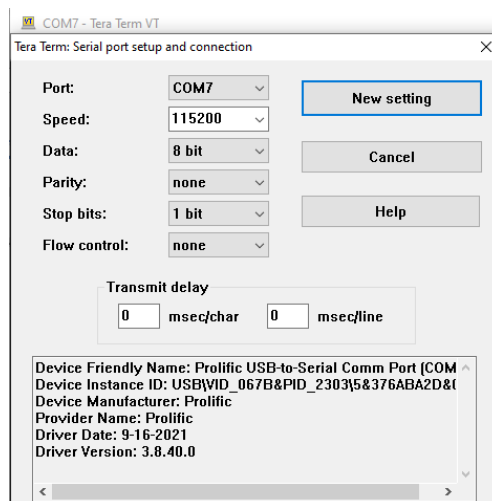 VT COM7 - Tera Term VT
Tera Term: Serial port setup and connection
Port: COM7
New setting
Speed: 115200
Data: 8 bit
Cancel
Parity: none
Stop bits: 1 bit
Help
Flow control: none
Transmit delay
0 msec/char 0 msec/line
Device Friendly Name: Prolific USB-to-Serial Comm Port (COM
Device Instance ID: USB\VID_067B&PID_2303\5&376ABA2D&0
Device Manufacturer: Prolific
Provider Name: Prolific
Driver Date: 9-16-2021
Driver Version: 3.8.40.0